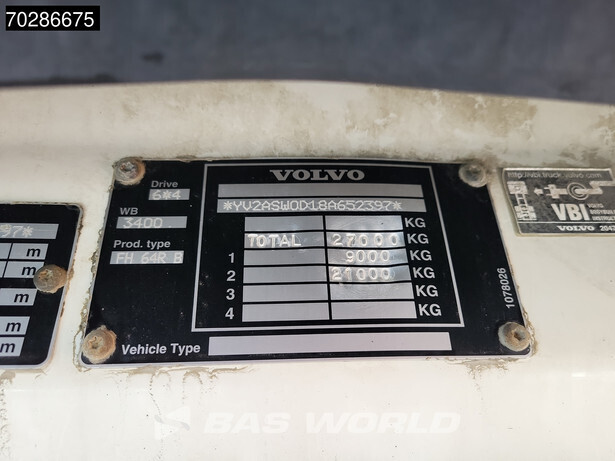 70286675
VOLVO
Drive
6*4
*YV2ASW0D18A652397*
WB
3400
KG
TOTAL 27000 KG
Prod. type
FH 64R B
1 9000 KG
2 21000 KG
3 KG
4 KG
Vehicle Type
1078026
97*
m
m
m
m
m
VBI
VOLVO
BAS WORLD